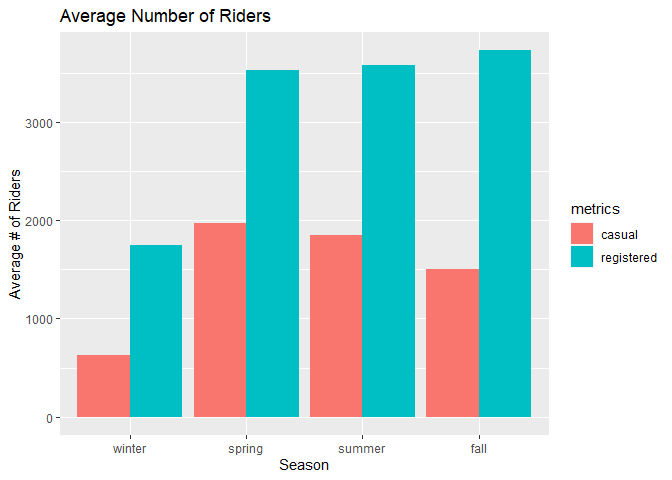 Average Number of Riders
Average # of Riders
3000
2000
1000
0
winter spring summer fall
Season
metrics
casual
registered